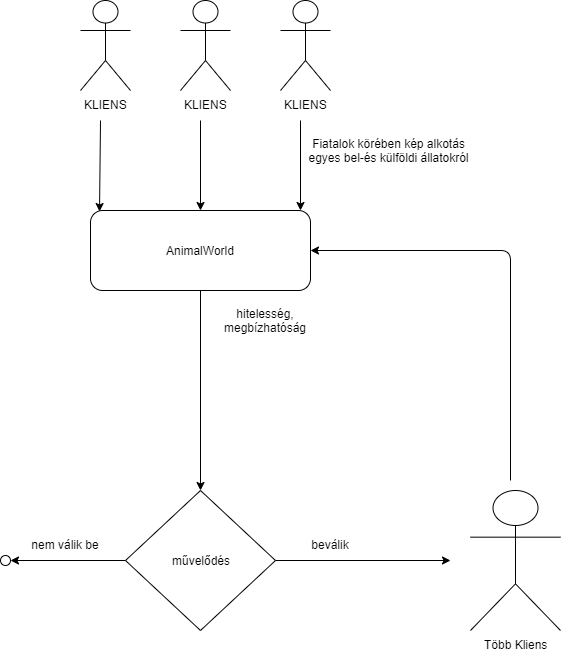 KLIENS
KLIENS
KLIENS
Fiatalok körében kép alkotás
egyes bel-és külföldi állatokról
AnimalWorld
hitelesség,
megbízhatóság
nem válik be
művelődés
beválik
Több Kliens